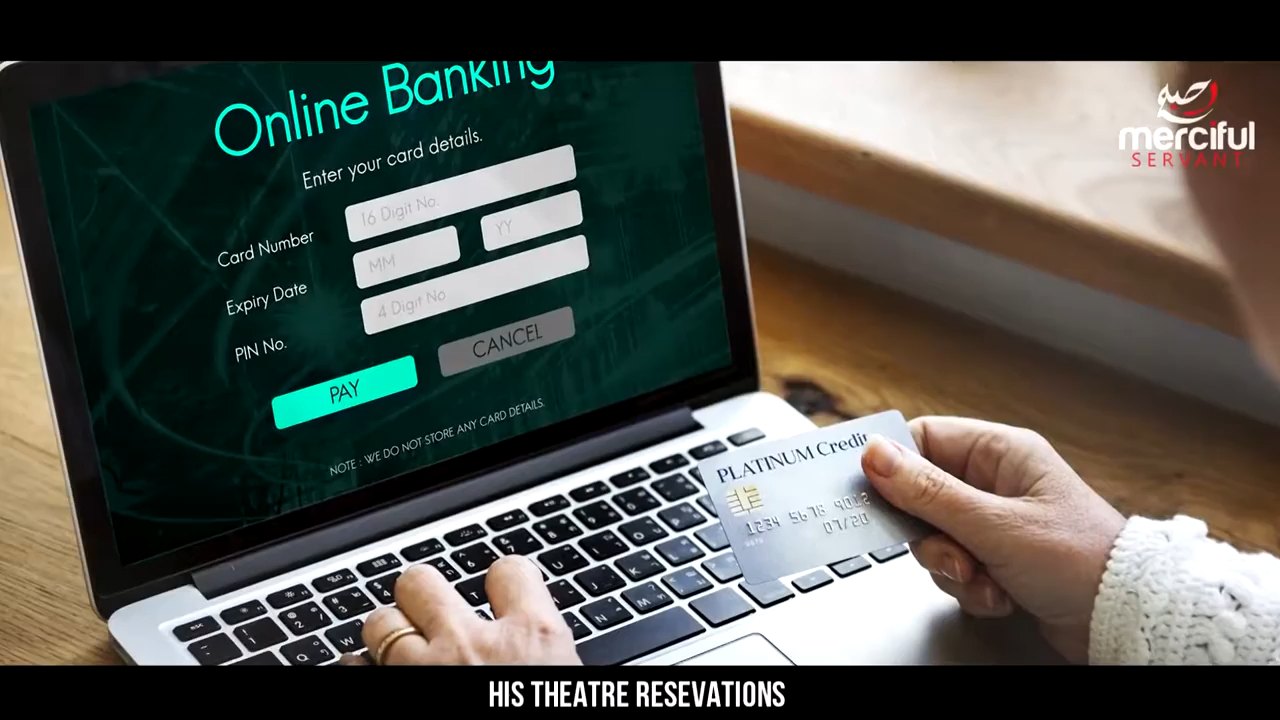 Online Banking
Enter your card details.
Card Number
16 Digit No.
Expiry Date
MM
YY
PIN No.
4 Digit No
PAY
CANCEL
NOTE : WE DO NOT STORE ANY CARD DETAILS.
merciful
SERVANT
PLATINUM Credit
1234 5678 9012
07/20
esc
HIS THEATRE RESEVATIONS